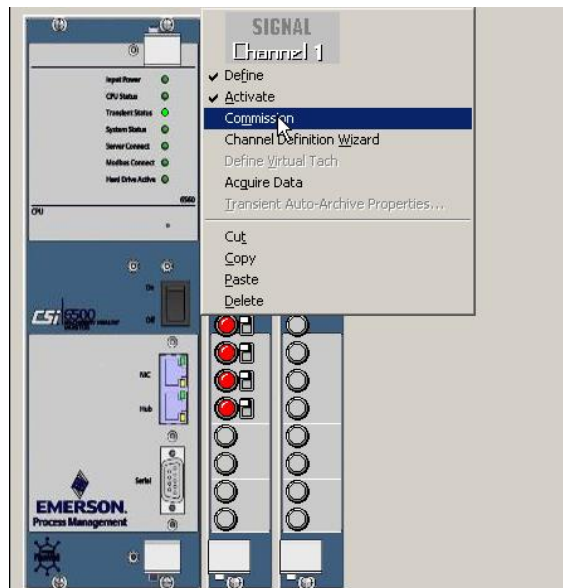 SIGNAL
Channel 1
Define
Activate
Commission
Channel Definition Wizard
Define Virtual Tach
Acquire Data
Transient Auto-Archive Properties...
Cut
Copy
Paste
Delete
Input Power
CPU Status
Transient Status
System Status
Server Connect
Modbus Connect
Hard Drive Active
6560
CPU
On
Off
CSi 6500
NIC
Hub
Serial
EMERSON.
Process Management